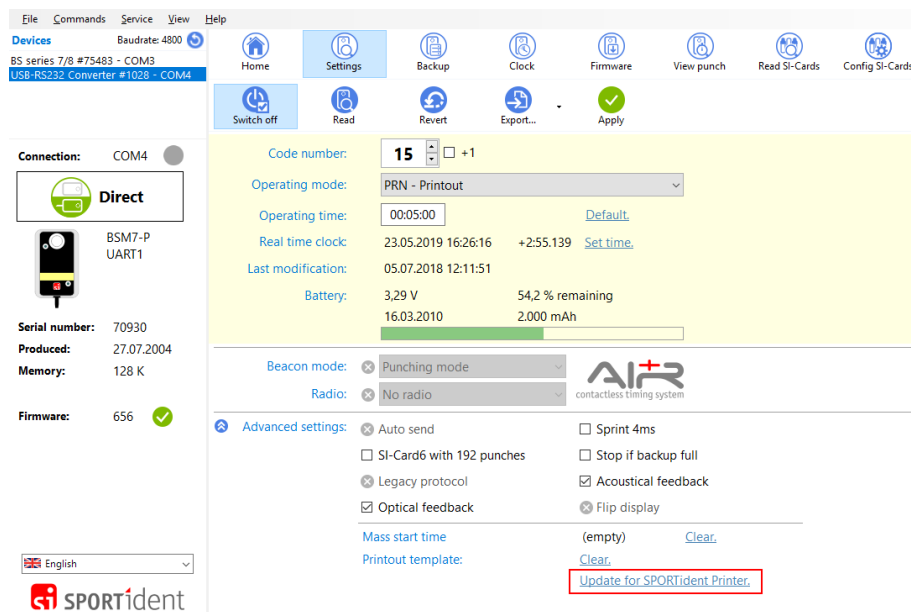 File Commands Service View Help
Devices Baudrate: 4800
BS series 7/8 #75483 - COM3
USB-RS232 Converter #1028 - COM4
Home Settings Backup Clock Firmware View punch Read SI-Cards Config SI-Cards
Switch off Read Revert Export... Apply
Connection: COM4
Direct
BSM7-P
UART1
Serial number: 70930
Produced: 27.07.2004
Memory: 128 K
Firmware: 656
English
SPORTident
Code number: 15 +1
Operating mode: PRN - Printout
Operating time: 00:05:00 Default.
Real time clock: 23.05.2019 16:26:16 +2:55.139 Set time.
Last modification: 05.07.2018 12:11:51
Battery: 3,29 V 54,2 % remaining
16.03.2010 2.000 mAh
Beacon mode: Punching mode
Radio: No radio
AIR+
contactless timing system
Advanced settings: Auto send Sprint 4ms
SI-Card6 with 192 punches Stop if backup full
Legacy protocol Acoustical feedback
Optical feedback Flip display
Mass start time (empty) Clear.
Printout template: Clear.
Update for SPORTident Printer.